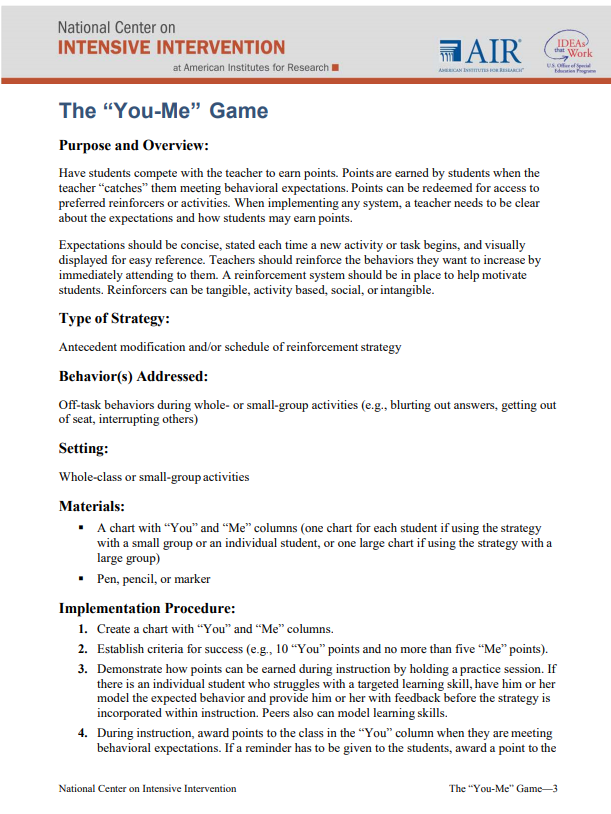 National Center on
INTENSIVE INTERVENTION
at American Institutes for Research
AIR®
AMERICAN INSTITUTES FOR RESEARCH®
IDEAs
that
Work
U.S. Office of Special
Education Programs
The “You-Me” Game
Purpose and Overview:
Have students compete with the teacher to earn points. Points are earned by students when the
teacher “catches” them meeting behavioral expectations. Points can be redeemed for access to
preferred reinforcers or activities. When implementing any system, a teacher needs to be clear
about the expectations and how students may earn points.
Expectations should be concise, stated each time a new activity or task begins, and visually
displayed for easy reference. Teachers should reinforce the behaviors they want to increase by
immediately attending to them. A reinforcement system should be in place to help motivate
students. Reinforcers can be tangible, activity based, social, or intangible.
Type of Strategy:
Antecedent modification and/or schedule of reinforcement strategy
Behavior(s) Addressed:
Off-task behaviors during whole- or small-group activities (e.g., blurting out answers, getting out
of seat, interrupting others)
Setting:
Whole-class or small-group activities
Materials:
▪ A chart with “You” and “Me” columns (one chart for each student if using the strategy
with a small group or an individual student, or one large chart if using the strategy with a
large group)
▪ Pen, pencil, or marker
Implementation Procedure:
1. Create a chart with “You” and “Me” columns.
2. Establish criteria for success (e.g., 10 “You” points and no more than five “Me” points).
3. Demonstrate how points can be earned during instruction by holding a practice session. If
there is an individual student who struggles with a targeted learning skill, have him or her
model the expected behavior and provide him or her with feedback before the strategy is
incorporated within instruction. Peers also can model learning skills.
4. During instruction, award points to the class in the “You” column when they are meeting
behavioral expectations. If a reminder has to be given to the students, award a point to the
National Center on Intensive Intervention
The “You-Me” Game—3